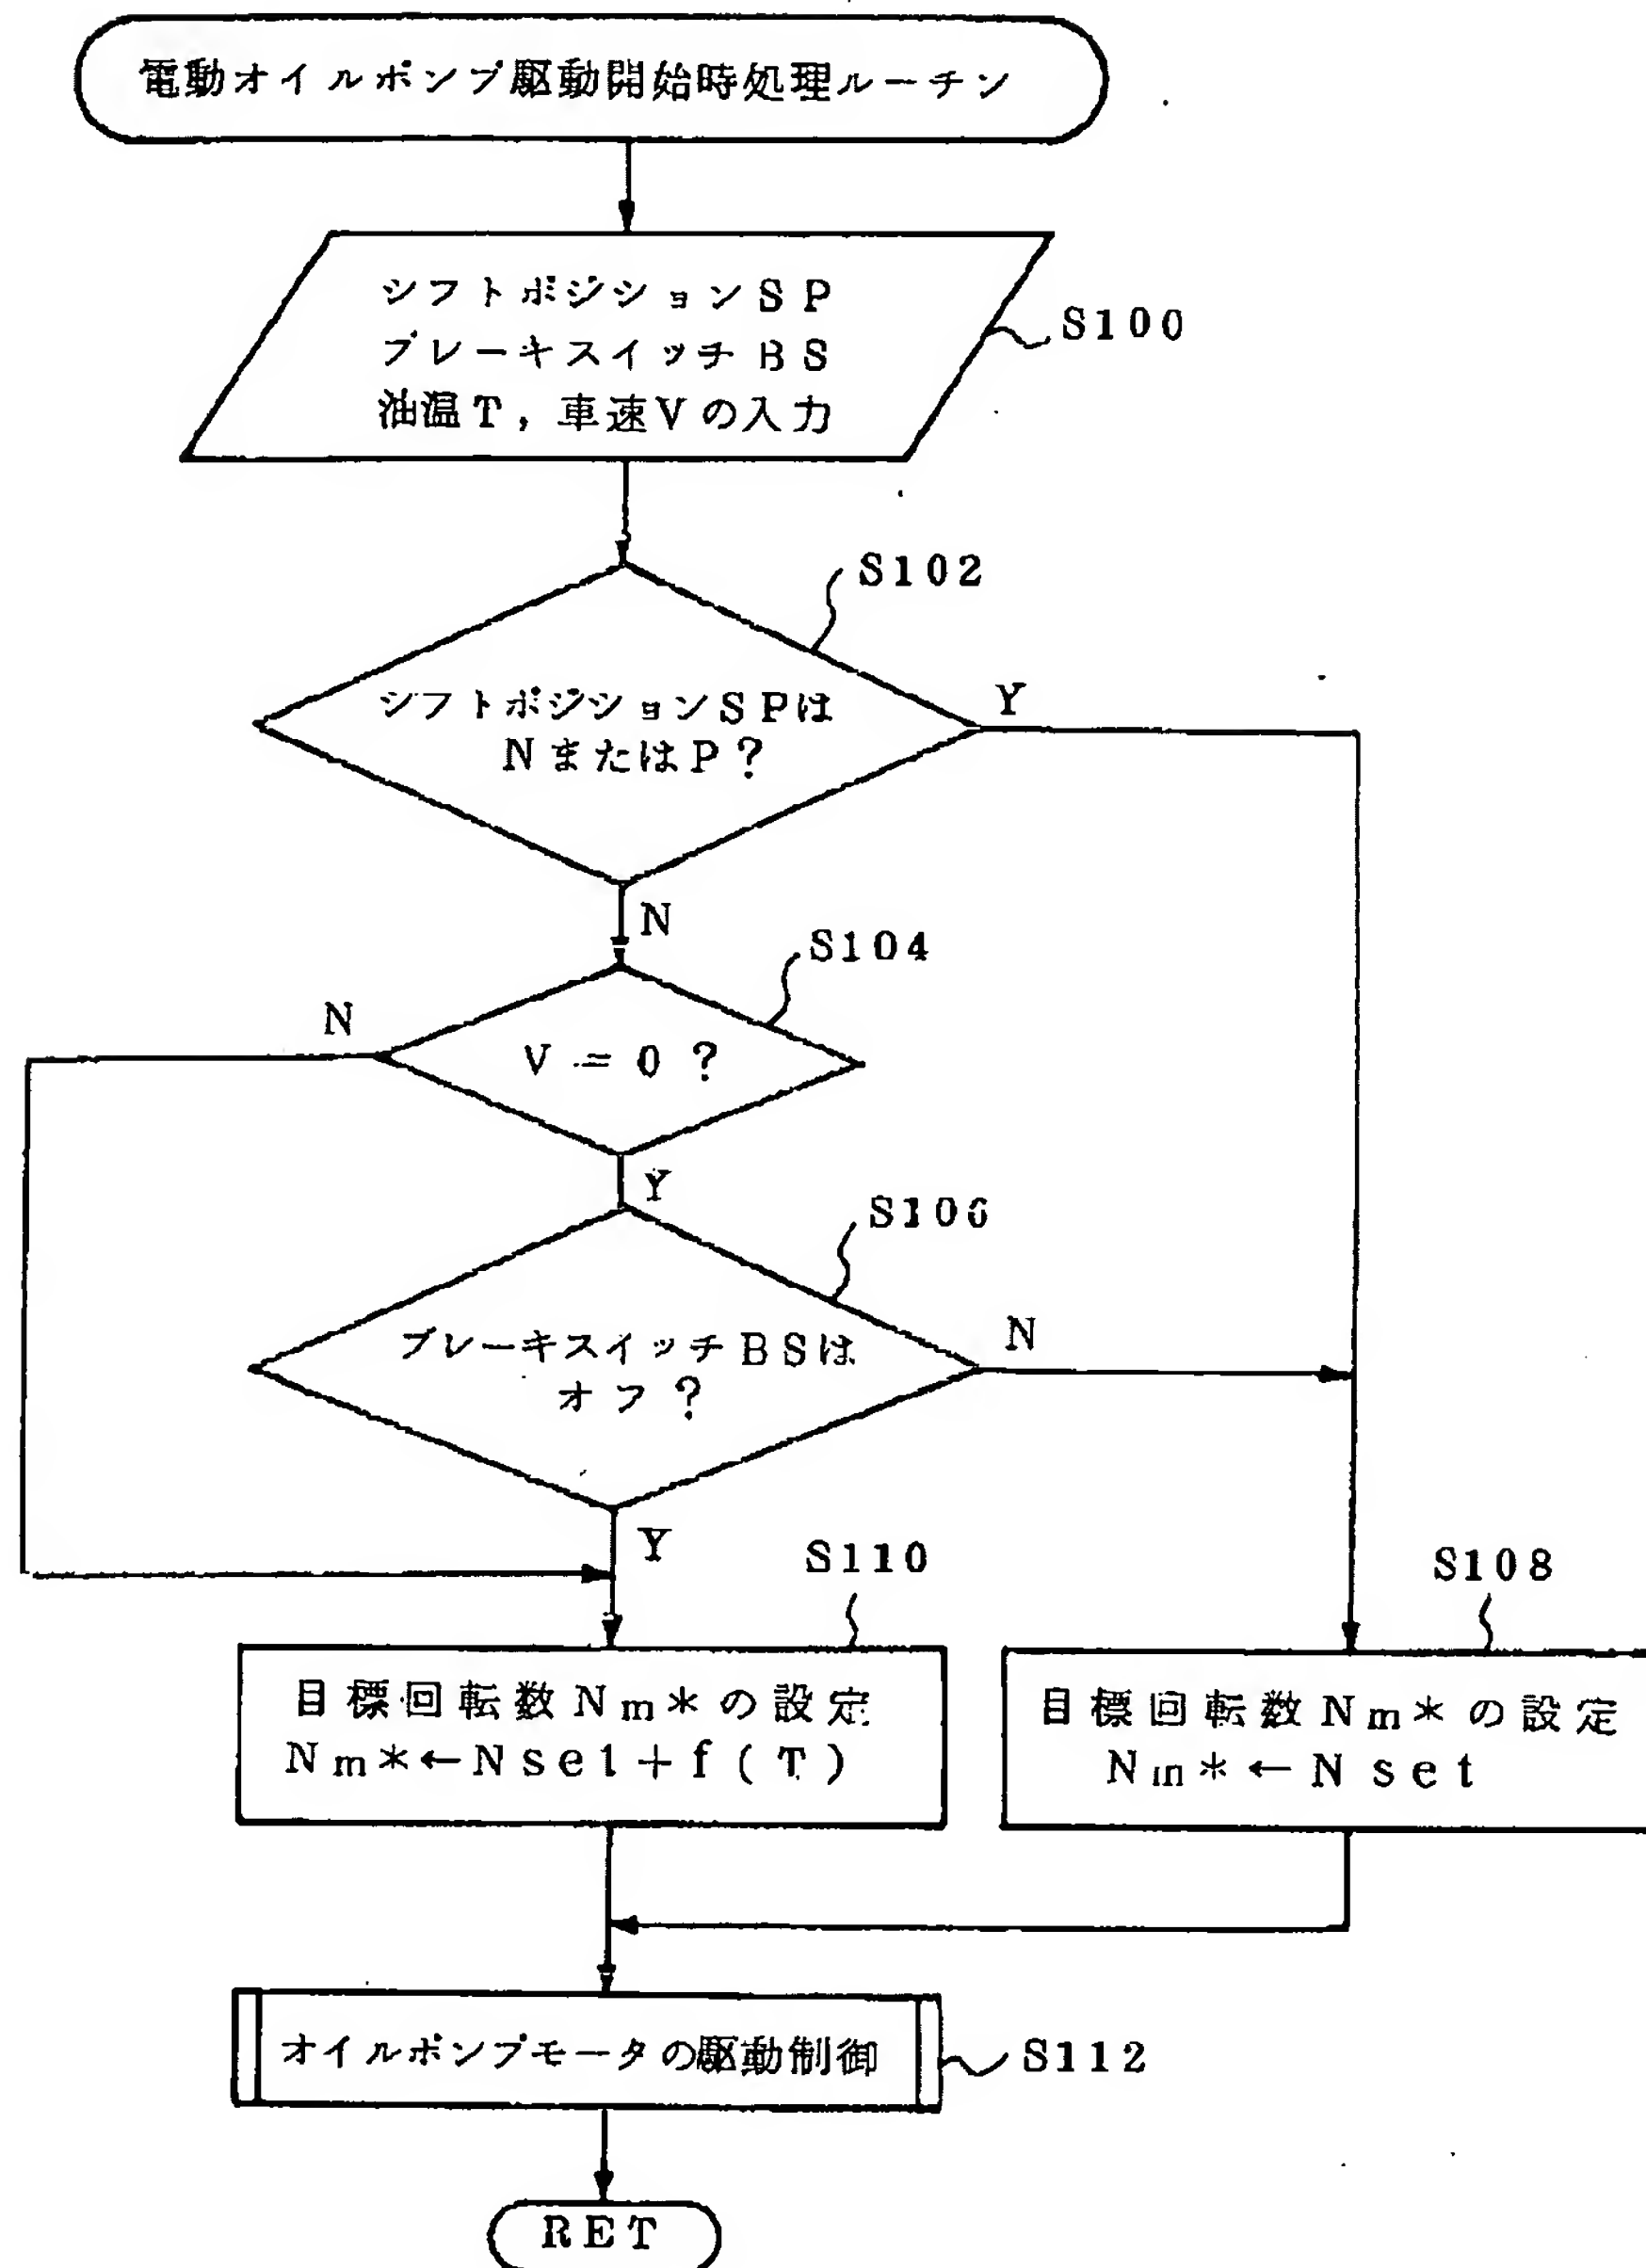 電動オイルポンプ駆動開始時処理ルーチン
シフトポジションSP
ブレーキスイッチBS
油温T，車速Vの入力
S100
S102
シフトポジションSPは
NまたはP？
Y
N
S104
N
V＝0？
Y
S106
ブレーキスイッチBSは
オフ？
N
Y
S110
S108
目標回転数Nm*の設定
Nm*←Nset＋f(T)
目標回転数Nm*の設定
Nm*←Nset
オイルポンプモータの駆動制御
S112
RET